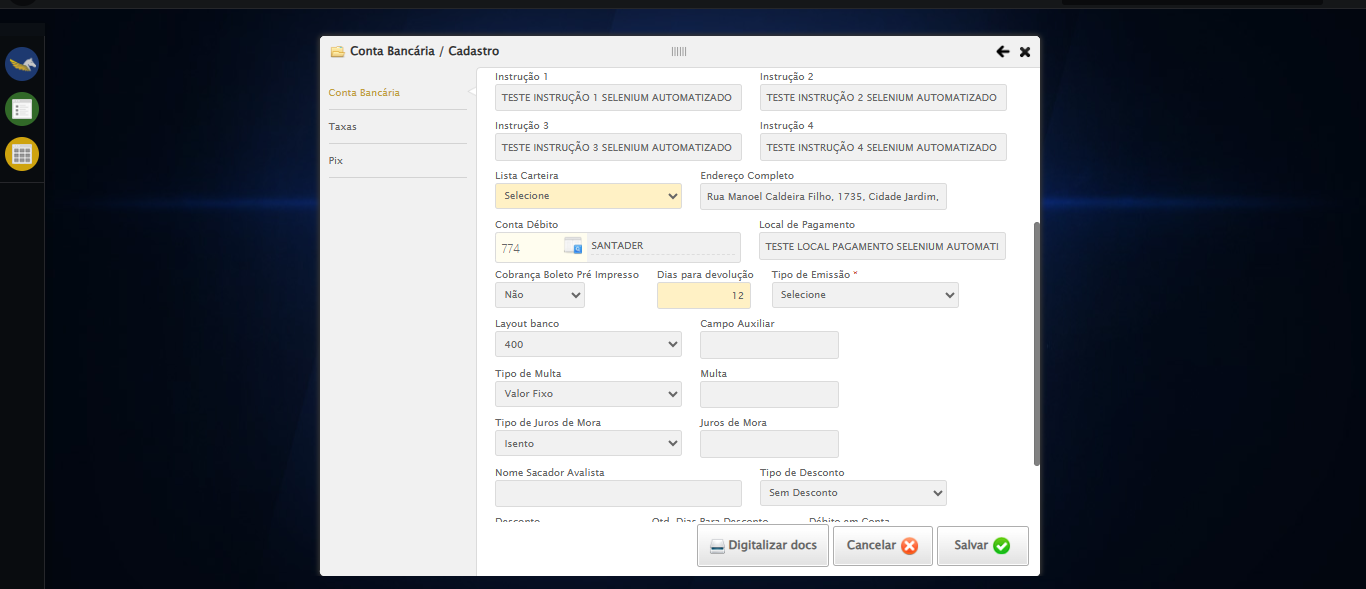 Conta Bancária / Cadastro
Conta Bancária
Taxas
Pix
Instrução 1 Instrução 2
TESTE INSTRUÇÃO 1 SELENIUM AUTOMATIZADO TESTE INSTRUÇÃO 2 SELENIUM AUTOMATIZADO
Instrução 3 Instrução 4
TESTE INSTRUÇÃO 3 SELENIUM AUTOMATIZADO TESTE INSTRUÇÃO 4 SELENIUM AUTOMATIZADO
Lista Carteira Endereço Completo
Selecione Rua Manoel Caldeira Filho, 1735, Cidade Jardim,
Conta Débito Local de Pagamento
774 SANTADER TESTE LOCAL PAGAMENTO SELENIUM AUTOMATI
Cobrança Boleto Pré Impresso Dias para devolução Tipo de Emissão *
Não 12 Selecione
Layout banco Campo Auxiliar
400
Tipo de Multa Multa
Valor Fixo
Tipo de Juros de Mora Juros de Mora
Isento
Nome Sacador Avalista Tipo de Desconto
Sem Desconto
Desconto Qtd. Dias Para Desconto Débito em Conta
Digitalizar docs Cancelar Salvar